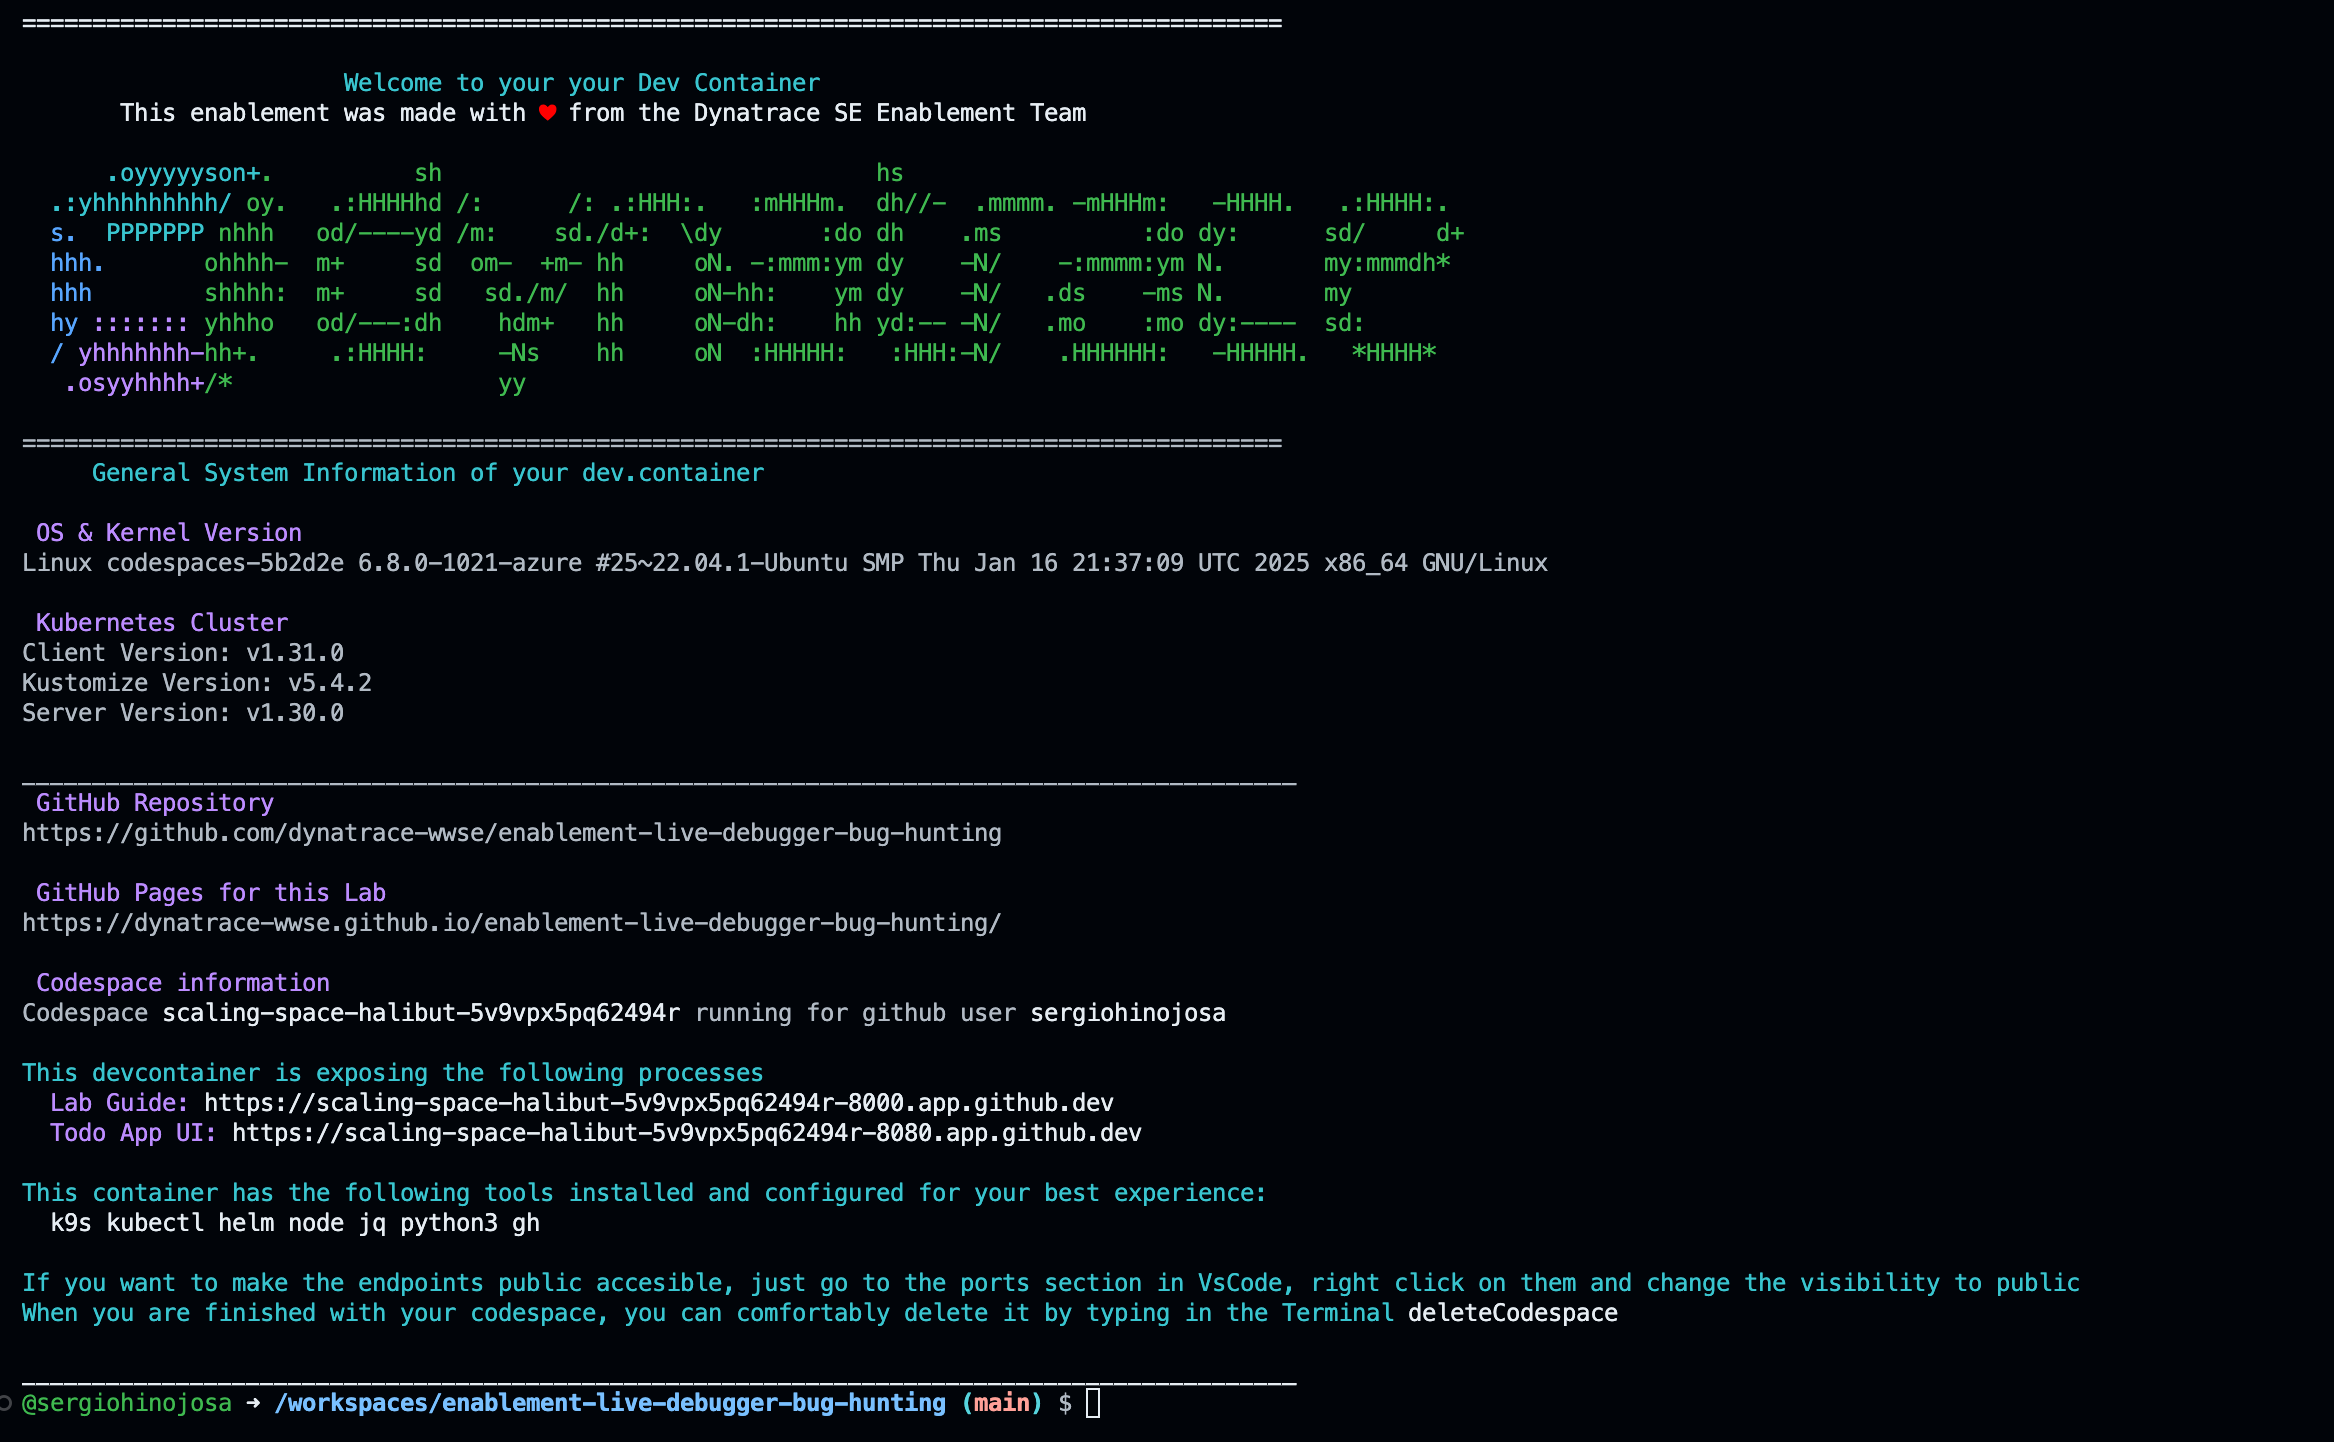 ==========================================================================================
Welcome to your your Dev Container
This enablement was made with ♥ from the Dynatrace SE Enablement Team
      .oyyyyyson+.          sh                               hs
  .:yhhhhhhhhh/ oy.   .:HHHHhd /:      /: .:HHH:.   :mHHHm.  dh//-  .mmmm. -mHHHm:   -HHHH.   .:HHHH:.
  s.  PPPPPPP nhhh   od/----yd /m:    sd./d+:  \dy       :do dh    .ms          :do dy:      sd/     d+
  hhh.       ohhhh-  m+     sd  om-  +m- hh     oN. -:mmm:ym dy    -N/    -:mmmm:ym N.       my:mmmdh*
  hhh        shhhh:  m+     sd   sd./m/  hh     oN-hh:    ym dy    -N/   .ds    -ms N.       my
  hy ::::::: yhhho   od/---:dh    hdm+   hh     oN-dh:    hh yd:-- -N/   .mo    :mo dy:----  sd:
  / yhhhhhhh-hh+.     .:HHHH:     -Ns    hh     oN  :HHHHH:   :HHH:-N/    .HHHHHH:   -HHHHH.   *HHHH*
   .osyyhhhh+/*                   yy
==========================================================================================
General System Information of your dev.container
OS & Kernel Version
Linux codespaces-5b2d2e 6.8.0-1021-azure #25~22.04.1-Ubuntu SMP Thu Jan 16 21:37:09 UTC 2025 x86_64 GNU/Linux
Kubernetes Cluster
Client Version: v1.31.0
Kustomize Version: v5.4.2
Server Version: v1.30.0
___________________________________________________________________________________________
GitHub Repository
https://github.com/dynatrace-wwse/enablement-live-debugger-bug-hunting
GitHub Pages for this Lab
https://dynatrace-wwse.github.io/enablement-live-debugger-bug-hunting/
Codespace information
Codespace scaling-space-halibut-5v9vpx5pq62494r running for github user sergiohinojosa
This devcontainer is exposing the following processes
Lab Guide: https://scaling-space-halibut-5v9vpx5pq62494r-8000.app.github.dev
Todo App UI: https://scaling-space-halibut-5v9vpx5pq62494r-8080.app.github.dev
This container has the following tools installed and configured for your best experience:
k9s kubectl helm node jq python3 gh
If you want to make the endpoints public accesible, just go to the ports section in VsCode, right click on them and change the visibility to public
When you are finished with your codespace, you can comfortably delete it by typing in the Terminal deleteCodespace
___________________________________________________________________________________________
@sergiohinojosa ➜ /workspaces/enablement-live-debugger-bug-hunting (main) $